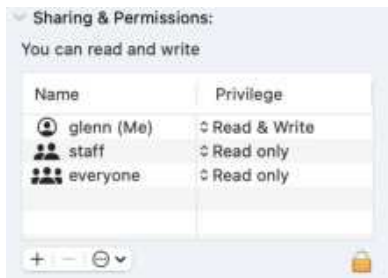 Sharing & Permissions:
You can read and write
Name Privilege
glenn (Me) Read & Write
staff Read only
everyone Read only